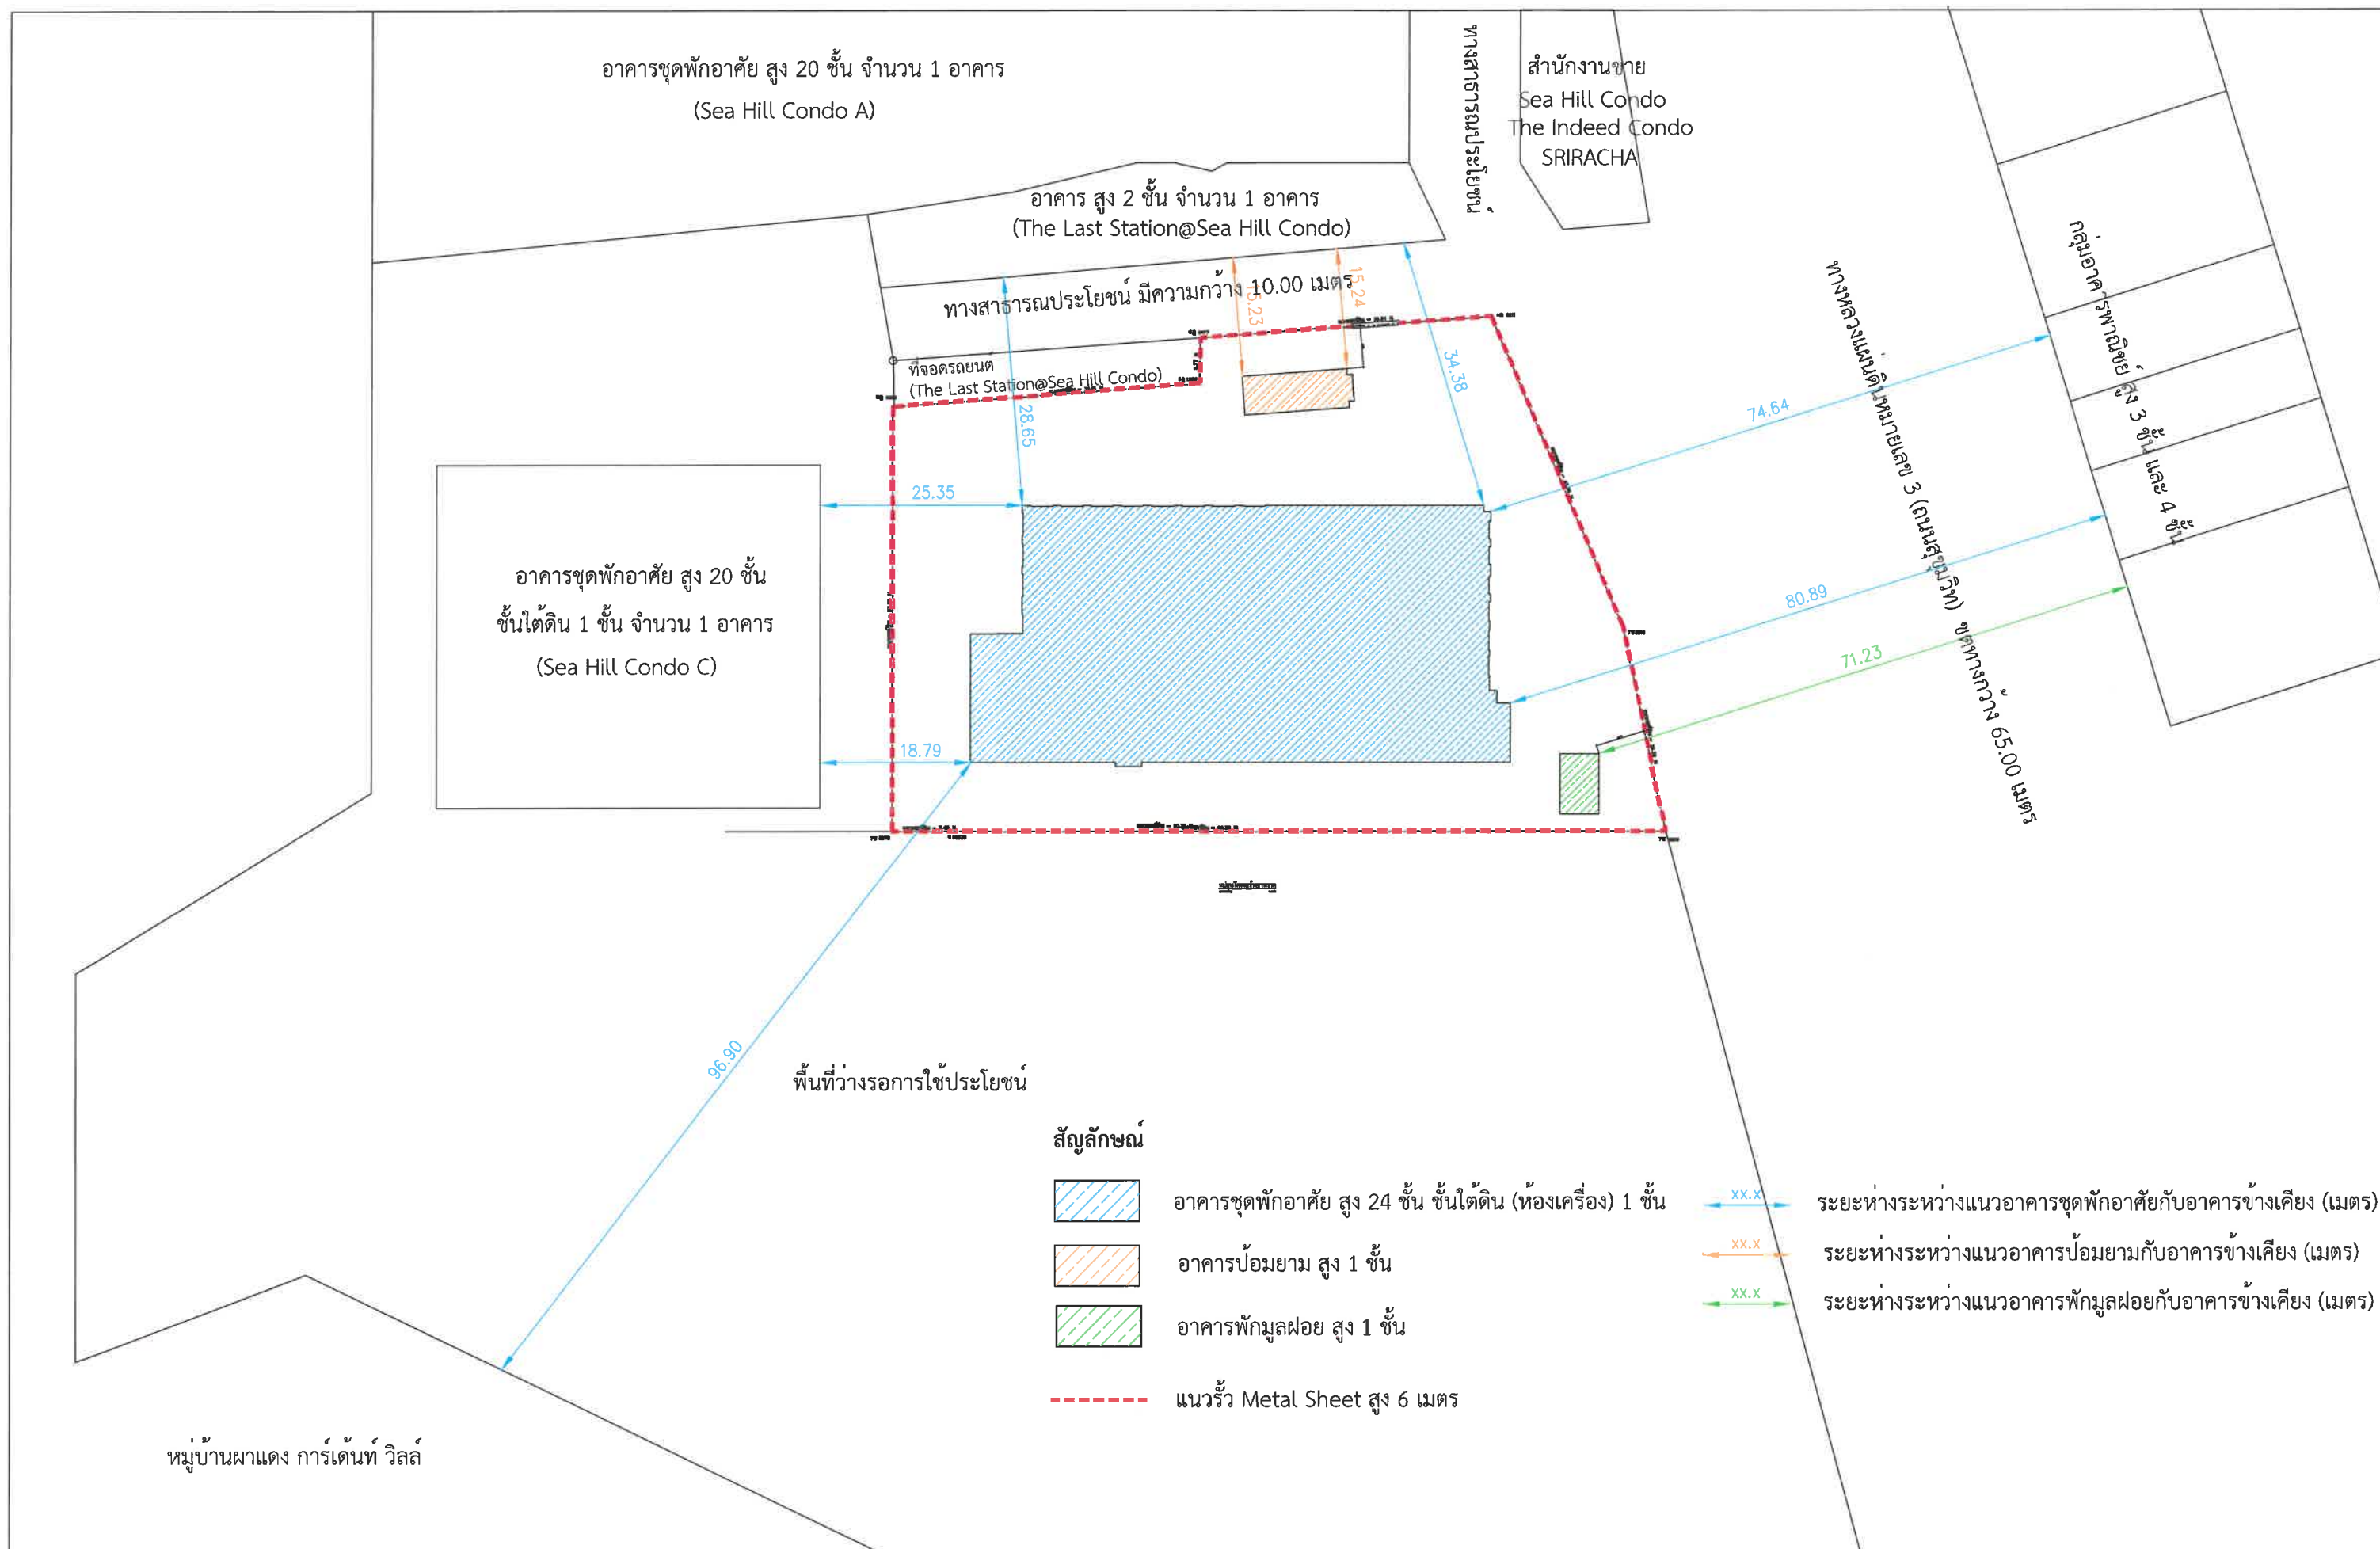 อาคารชุดพักอาศัย สูง 20 ชั้น จำนวน 1 อาคาร
(Sea Hill Condo A)
ทางสาธารณประโยชน์
สำนักงานขาย
Sea Hill Condo
The Indeed Condo
SRIRACHA
อาคาร สูง 2 ชั้น จำนวน 1 อาคาร
(The Last Station@Sea Hill Condo)
ทางสาธารณประโยชน์ มีความกว้าง 10.00 เมตร
15.23
15.24
ที่จอดรถยนต์
(The Last Station@Sea Hill Condo)
28.65
34.38
74.64
ทางหลวงแผ่นดินหมายเลข 3 (ถนนสุขุมวิท) ขตทางกว้าง 65.00 เมตร
กลุ่มอาคารพาณิชย์ สูง 3 ชั้น และ 4 ชั้น
25.35
อาคารชุดพักอาศัย สูง 20 ชั้น
ชั้นใต้ดิน 1 ชั้น จำนวน 1 อาคาร
(Sea Hill Condo C)
80.89
71.23
18.79
96.90
พื้นที่ว่างรอการใช้ประโยชน์
สัญลักษณ์
อาคารชุดพักอาศัย สูง 24 ชั้น ชั้นใต้ดิน (ห้องเครื่อง) 1 ชั้น
อาคารป้อมยาม สูง 1 ชั้น
อาคารพักมูลฝอย สูง 1 ชั้น
แนวรั้ว Metal Sheet สูง 6 เมตร
xx.x ระยะห่างระหว่างแนวอาคารชุดพักอาศัยกับอาคารข้างเคียง (เมตร)
xx.x ระยะห่างระหว่างแนวอาคารป้อมยามกับอาคารข้างเคียง (เมตร)
xx.x ระยะห่างระหว่างแนวอาคารพักมูลฝอยกับอาคารข้างเคียง (เมตร)
หมู่บ้านผาแดง การ์เด้นท์ วิลล์